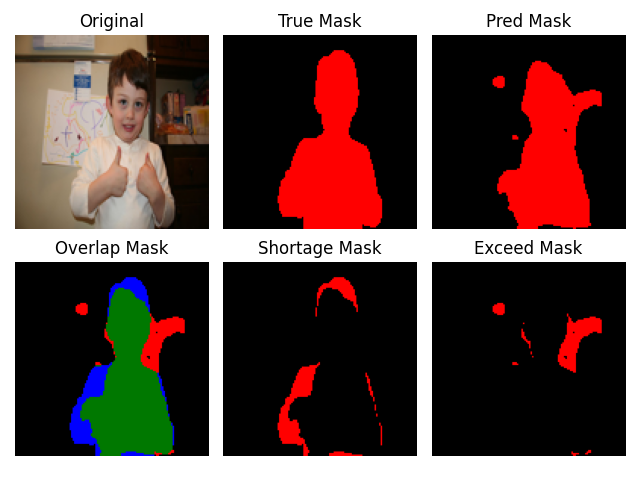 Original
True Mask
Pred Mask
Overlap Mask
Shortage Mask
Exceed Mask